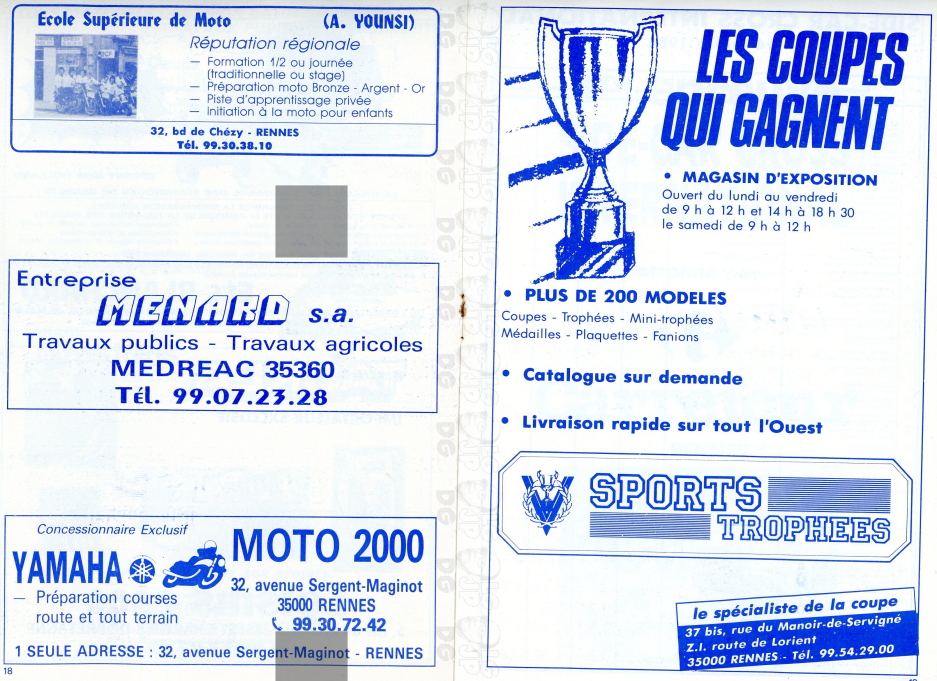 Ecole Supérieure de Moto (A. YOUNSI)
Réputation régionale
— Formation 1/2 ou journée
(traditionnelle ou stage)
— Préparation moto Bronze - Argent - Or
— Piste d'apprentissage privée
— Initiation à la moto pour enfants
32, bd de Chézy - RENNES
Tél. 99.30.38.10
Entreprise
MENARD s.a.
Travaux publics - Travaux agricoles
MEDREAC 35360
Tél. 99.07.23.28
Concessionnaire Exclusif
YAMAHA
— Préparation courses
route et tout terrain
MOTO 2000
32, avenue Sergent-Maginot
35000 RENNES
99.30.72.42
1 SEULE ADRESSE : 32, avenue Sergent-Maginot - RENNES
18
LES COUPES
QUI GAGNENT
• MAGASIN D'EXPOSITION
Ouvert du lundi au vendredi
de 9 h à 12 h et 14 h à 18 h 30
le samedi de 9 h à 12 h
• PLUS DE 200 MODELES
Coupes - Trophées - Mini-trophées
Médailles - Plaquettes - Fanions
• Catalogue sur demande
• Livraison rapide sur tout l'Ouest
SPORTS
TROPHEES
le spécialiste de la coupe
37 bis, rue du Manoir-de-Servigné
Z.I. route de Lorient
35000 RENNES - Tél. 99.54.29.00